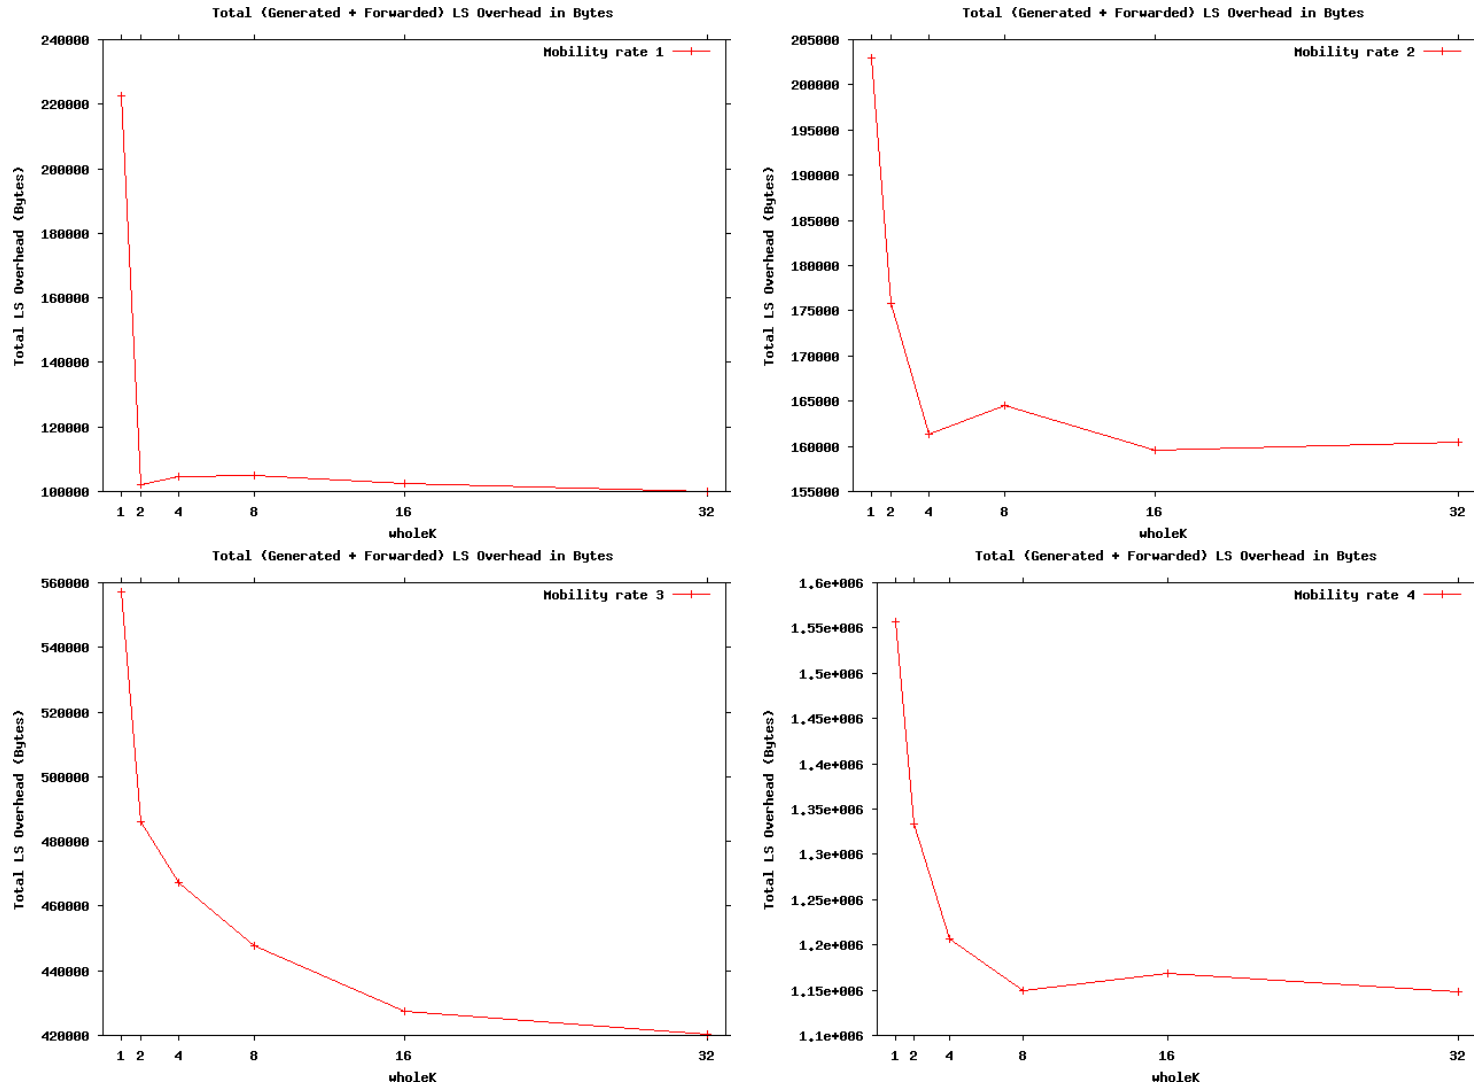 Total (Generated + Forwarded) LS Overhead in Bytes
Mobility rate 1
Total LS Overhead (Bytes)
240000
220000
200000
180000
160000
140000
120000
100000
1 2 4 8 16 32
wholeK
Total (Generated + Forwarded) LS Overhead in Bytes
Mobility rate 2
Total LS Overhead (Bytes)
205000
200000
195000
190000
185000
180000
175000
170000
165000
160000
155000
1 2 4 8 16 32
wholeK
Total (Generated + Forwarded) LS Overhead in Bytes
Mobility rate 3
Total LS Overhead (Bytes)
560000
540000
520000
500000
480000
460000
440000
420000
1 2 4 8 16 32
wholeK
Total (Generated + Forwarded) LS Overhead in Bytes
Mobility rate 4
Total LS Overhead (Bytes)
1.6e+006
1.55e+006
1.5e+006
1.45e+006
1.4e+006
1.35e+006
1.3e+006
1.25e+006
1.2e+006
1.15e+006
1.1e+006
1 2 4 8 16 32
wholeK